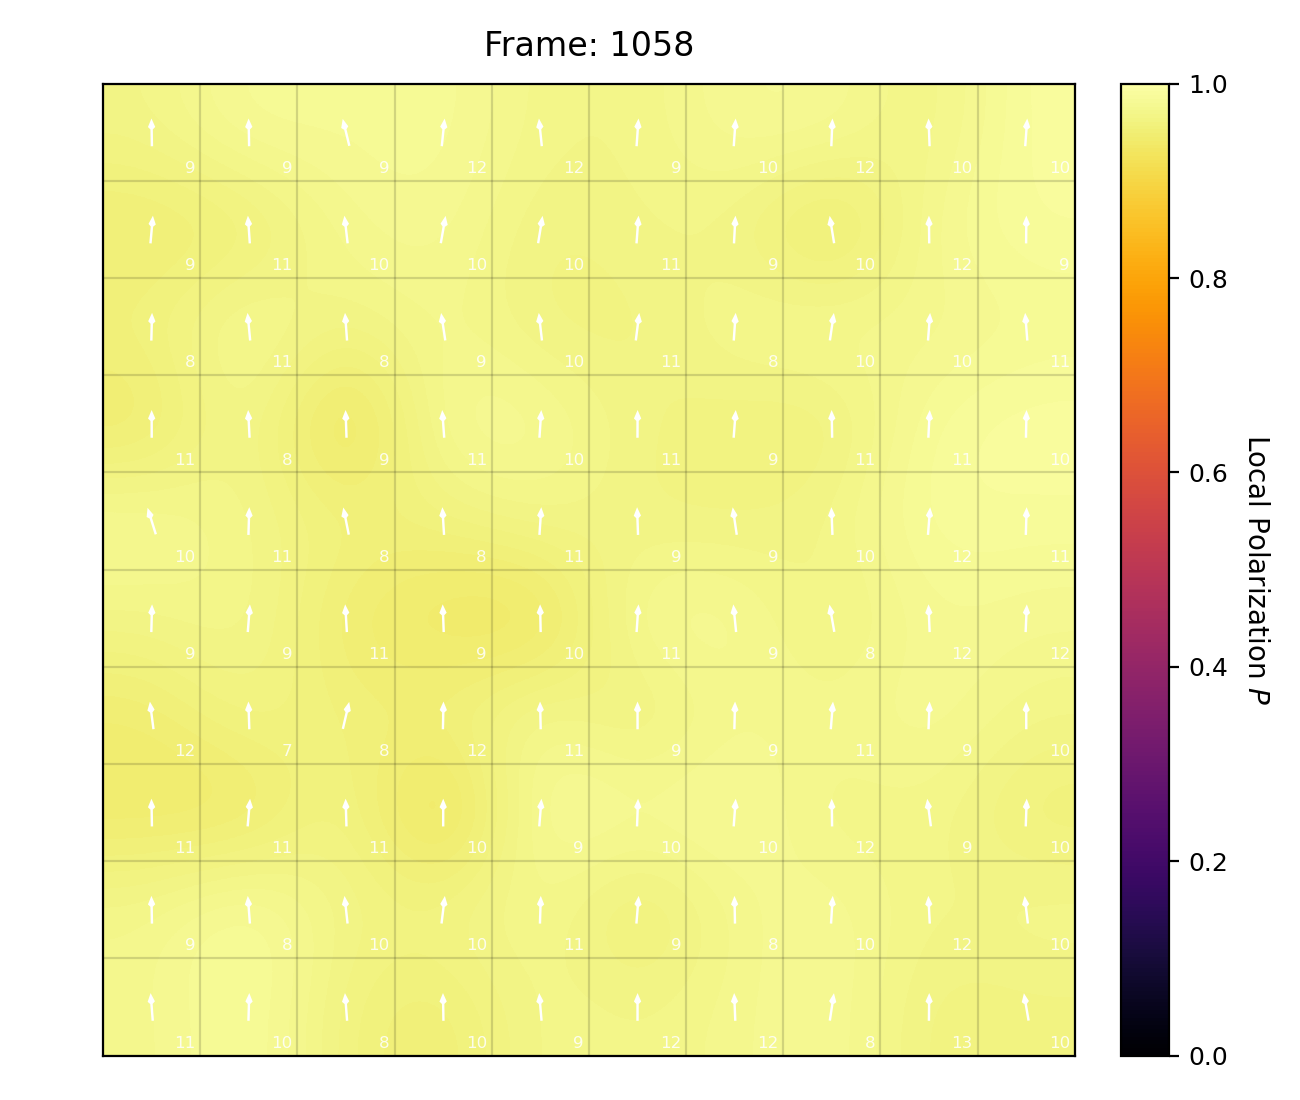 Frame: 1058
9 9 9 12 12 9 10 12 10 10
9 11 10 10 10 11 9 10 12 9
8 11 8 9 10 11 8 10 10 11
11 8 9 11 10 11 9 11 11 10
10 11 8 8 11 9 9 10 12 11
9 9 11 9 10 11 9 8 12 12
12 7 8 12 11 9 9 11 9 10
11 11 11 10 9 10 10 12 9 10
9 8 10 10 11 9 8 10 12 10
11 10 8 10 9 12 12 8 13 10
1.0
0.8
0.6
0.4
0.2
0.0
Local Polarization P